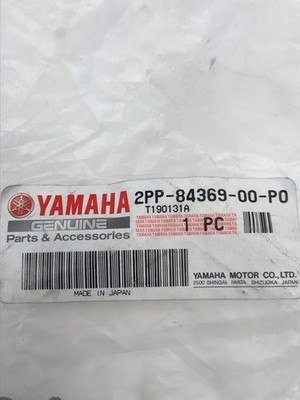 YAMAHA 2PP-84369-00-P0
T190131A
GENUINE
Parts & Accessories
1 PC
MADE IN JAPAN
YAMAHA MOTOR CO.,LTD.
2500 SHINGAI, IWATA, SHIZUOKA, JAPAN